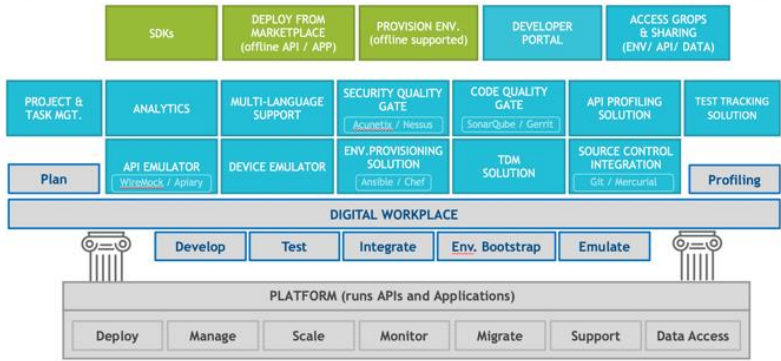 SDKs
DEPLOY FROM
MARKETPLACE
(offline API / APP)
PROVISION ENV.
(offline supported)
DEVELOPER
PORTAL
ACCESS GROPS
& SHARING
(ENV/ API/ DATA)
PROJECT &
TASK MGT.
ANALYTICS
MULTI-LANGUAGE
SUPPORT
SECURITY QUALITY
GATE
Acunetix / Nessus
CODE QUALITY
GATE
SonarQube / Gerrit
API PROFILING
SOLUTION
TEST TRACKING
SOLUTION
Plan
API EMULATOR
WireMock / Apiary
DEVICE EMULATOR
ENV.PROVISIONING
SOLUTION
Ansible / Chef
TDM
SOLUTION
SOURCE CONTROL
INTEGRATION
Git / Mercurial
Profiling
DIGITAL WORKPLACE
Develop
Test
Integrate
Env. Bootstrap
Emulate
PLATFORM (runs APIs and Applications)
Deploy
Manage
Scale
Monitor
Migrate
Support
Data Access